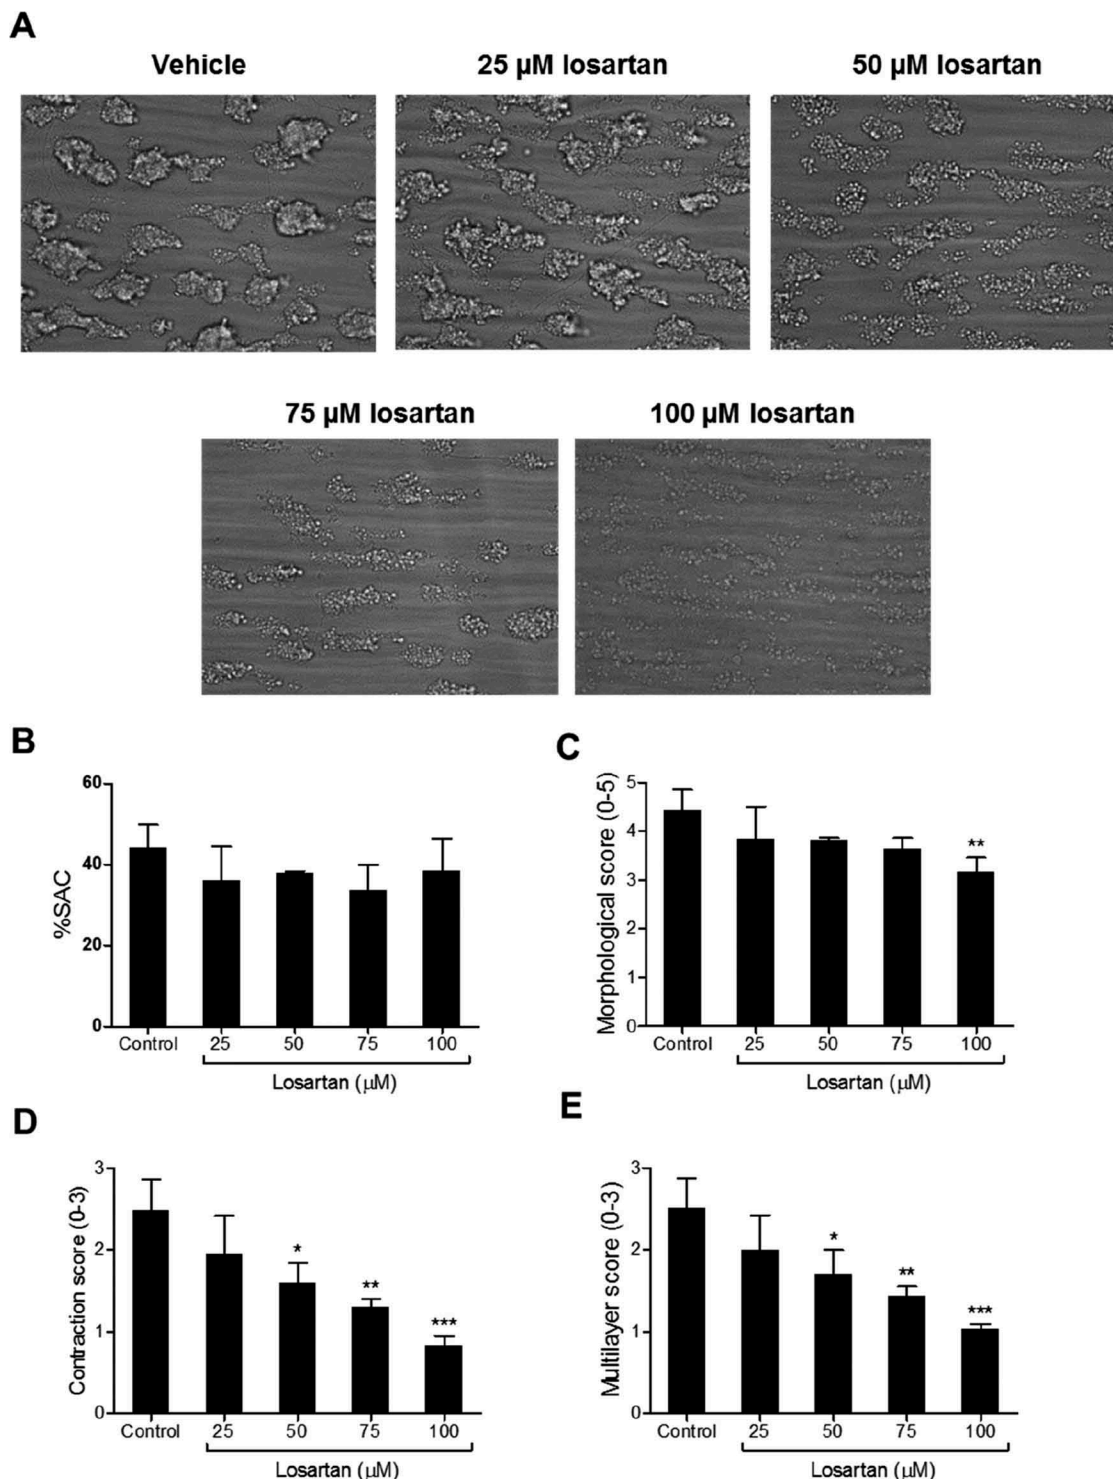 A
Vehicle
25 µM losartan
50 µM losartan
75 µM losartan
100 µM losartan
B
%SAC
60
40
20
0
Control
25
50
75
100
Losartan (µM)
C
Morphological score (0-5)
5
4
3
2
1
0
**
Control
25
50
75
100
Losartan (µM)
D
Contraction score (0-3)
3
2
1
0
*
**
***
Control
25
50
75
100
Losartan (µM)
E
Multilayer score (0-3)
3
2
1
0
*
**
***
Control
25
50
75
100
Losartan (µM)